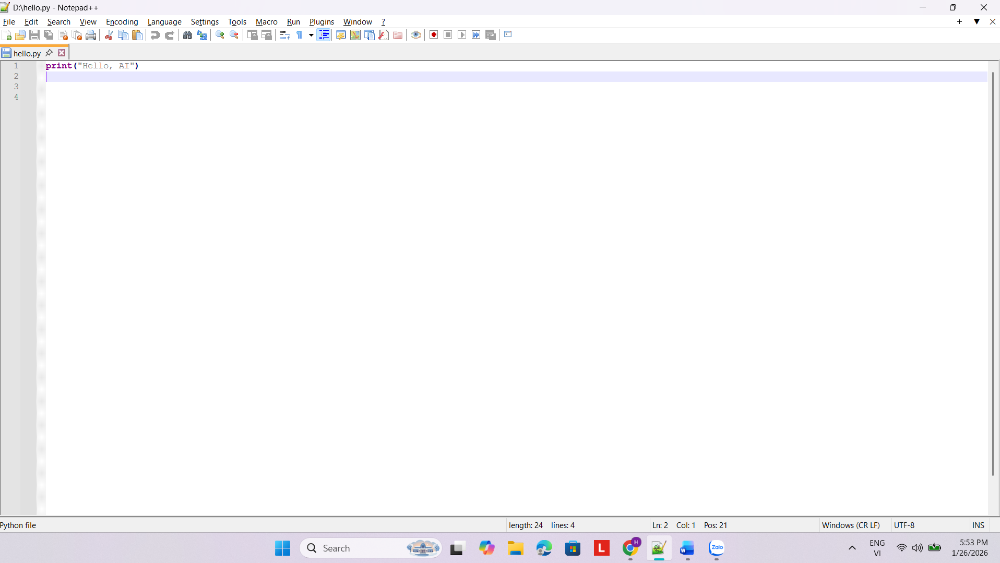 D:\hello.py - Notepad++
File Edit Search View Encoding Language Settings Tools Macro Run Plugins Window ?
hello.py
1 print("Hello, AI")
2
3
4
Python file length: 24 lines: 4 Ln: 2 Col: 1 Pos: 21 Windows (CR LF) UTF-8 INS
Search L H W Zalo ENG VI 5:53 PM
1/26/2026